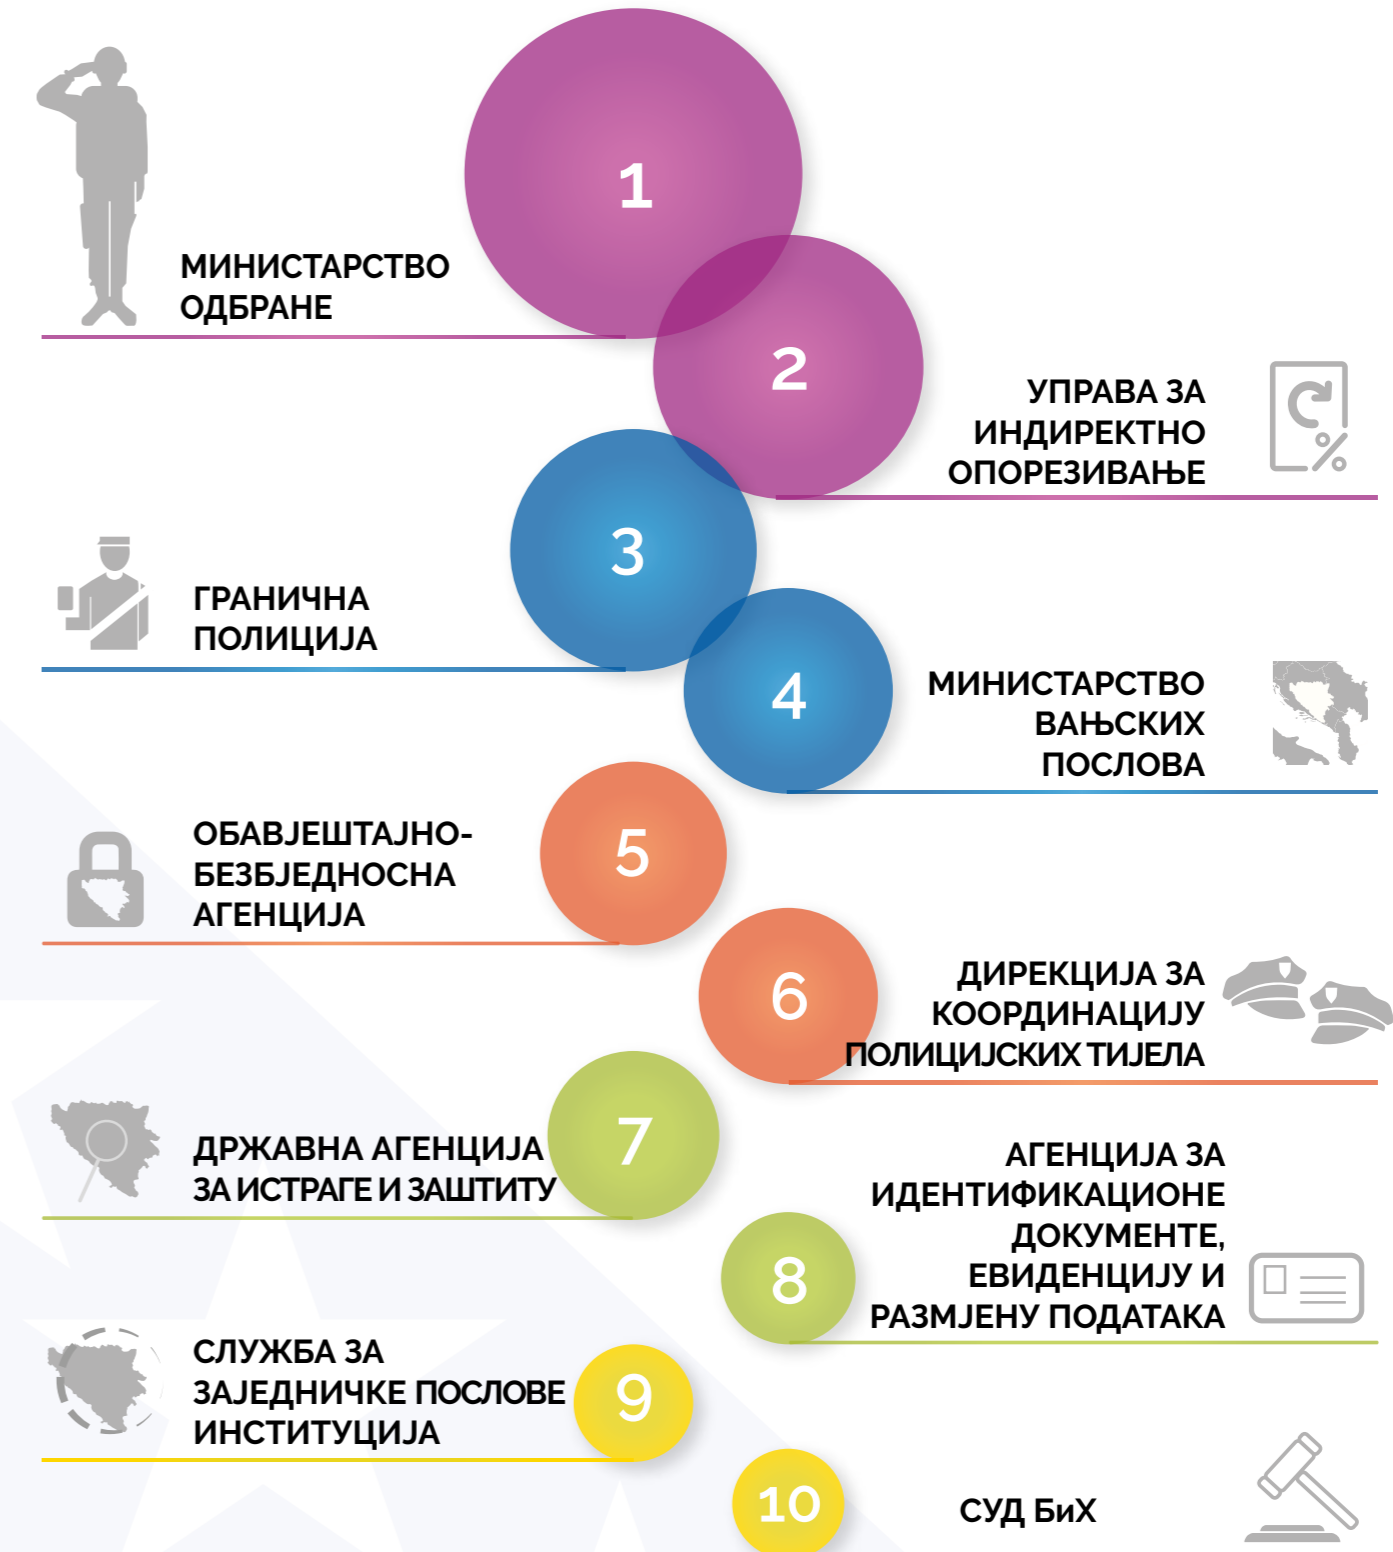 1
МИНИСТАРСТВО
ОДБРАНЕ
2
УПРАВА ЗА
ИНДИРЕКТНО
ОПОРЕЗИВАЊЕ
3
ГРАНИЧНА
ПОЛИЦИЈА
4
МИНИСТАРСТВО
ВАЊСКИХ
ПОСЛОВА
5
ОБАВЈЕШТАЈНО-
БЕЗБЈЕДНОСНА
АГЕНЦИЈА
6
ДИРЕКЦИЈА ЗА
КООРДИНАЦИЈУ
ПОЛИЦИЈСКИХ ТИЈЕЛА
7
ДРЖАВНА АГЕНЦИЈА
ЗА ИСТРАГЕ И ЗАШТИТУ
8
АГЕНЦИЈА ЗА
ИДЕНТИФИКАЦИОНЕ
ДОКУМЕНТЕ,
ЕВИДЕНЦИЈУ И
РАЗМЈЕНУ ПОДАТАКА
9
СЛУЖБА ЗА
ЗАЈЕДНИЧКЕ ПОСЛОВЕ
ИНСТИТУЦИЈА
10
СУД БиХ
%